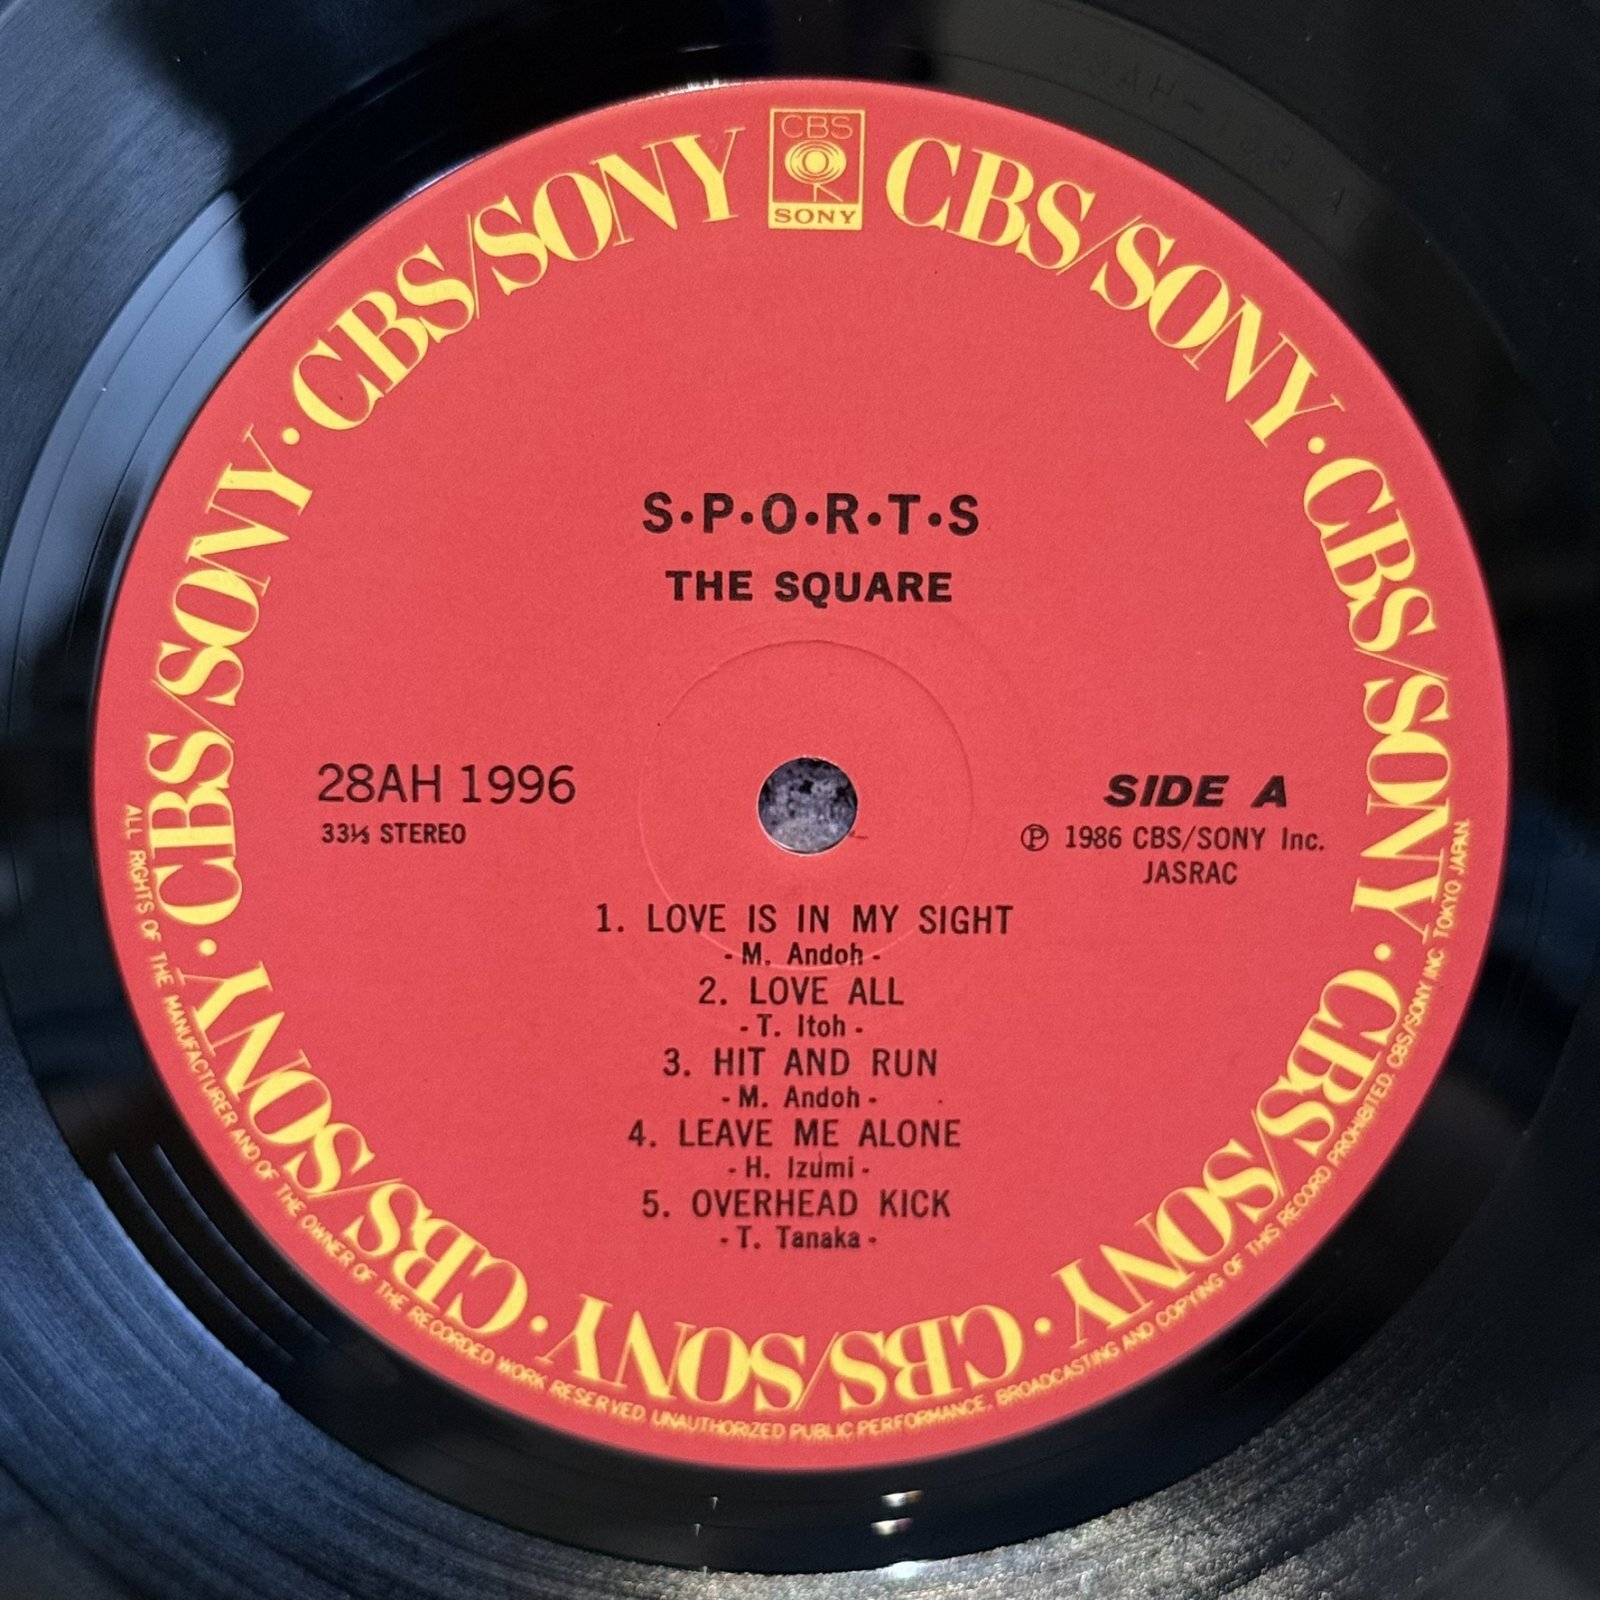 CBS
SONY
CBS/SONY · CBS/SONY · CBS/SONY · CBS/SONY · CBS/SONY · CBS/SONY · CBS/SONY · CBS/SONY
S·P·O·R·T·S
THE SQUARE
28AH 1996
33⅓ STEREO
SIDE A
℗ 1986 CBS/SONY Inc.
JASRAC
1. LOVE IS IN MY SIGHT
- M. Andoh -
2. LOVE ALL
- T. Itoh -
3. HIT AND RUN
- M. Andoh -
4. LEAVE ME ALONE
- H. Izumi -
5. OVERHEAD KICK
- T. Tanaka -
ALL RIGHTS OF THE MANUFACTURER AND OF THE OWNER OF THE RECORDED WORK RESERVED. UNAUTHORIZED PUBLIC PERFORMANCE, BROADCASTING AND COPYING OF THIS RECORD PROHIBITED. CBS/SONY INC. TOKYO JAPAN.